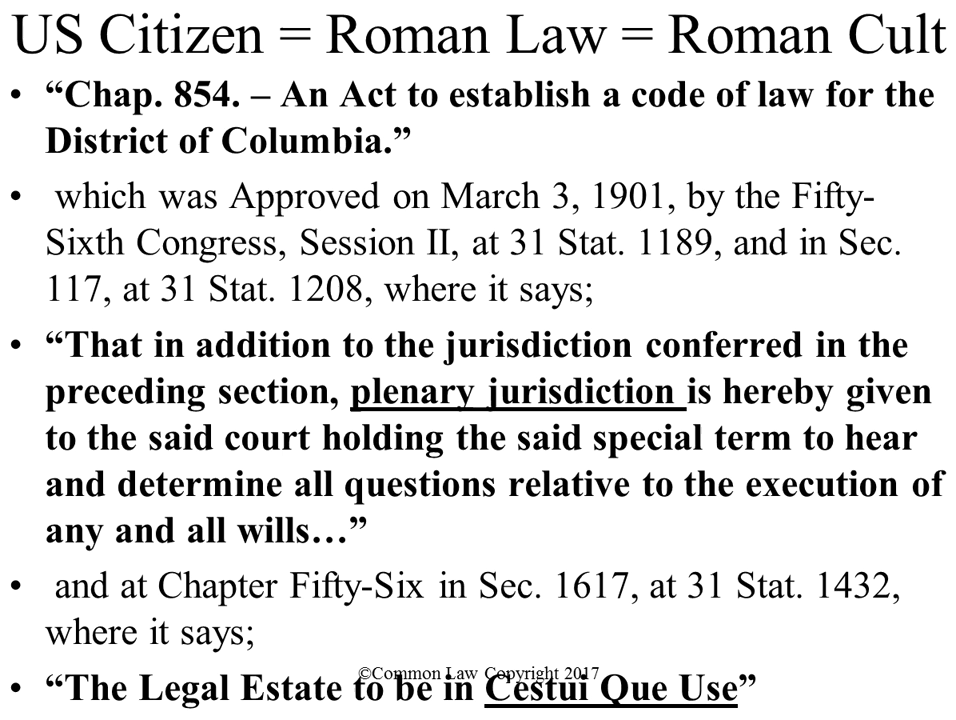 US Citizen = Roman Law = Roman Cult
• “Chap. 854. – An Act to establish a code of law for the
District of Columbia.”
• which was Approved on March 3, 1901, by the Fifty-
Sixth Congress, Session II, at 31 Stat. 1189, and in Sec.
117, at 31 Stat. 1208, where it says;
• “That in addition to the jurisdiction conferred in the
preceding section, plenary jurisdiction is hereby given
to the said court holding the said special term to hear
and determine all questions relative to the execution of
any and all wills…”
• and at Chapter Fifty-Six in Sec. 1617, at 31 Stat. 1432,
where it says;
©Common Law Copyright 2017
• “The Legal Estate to be in Cestui Que Use”